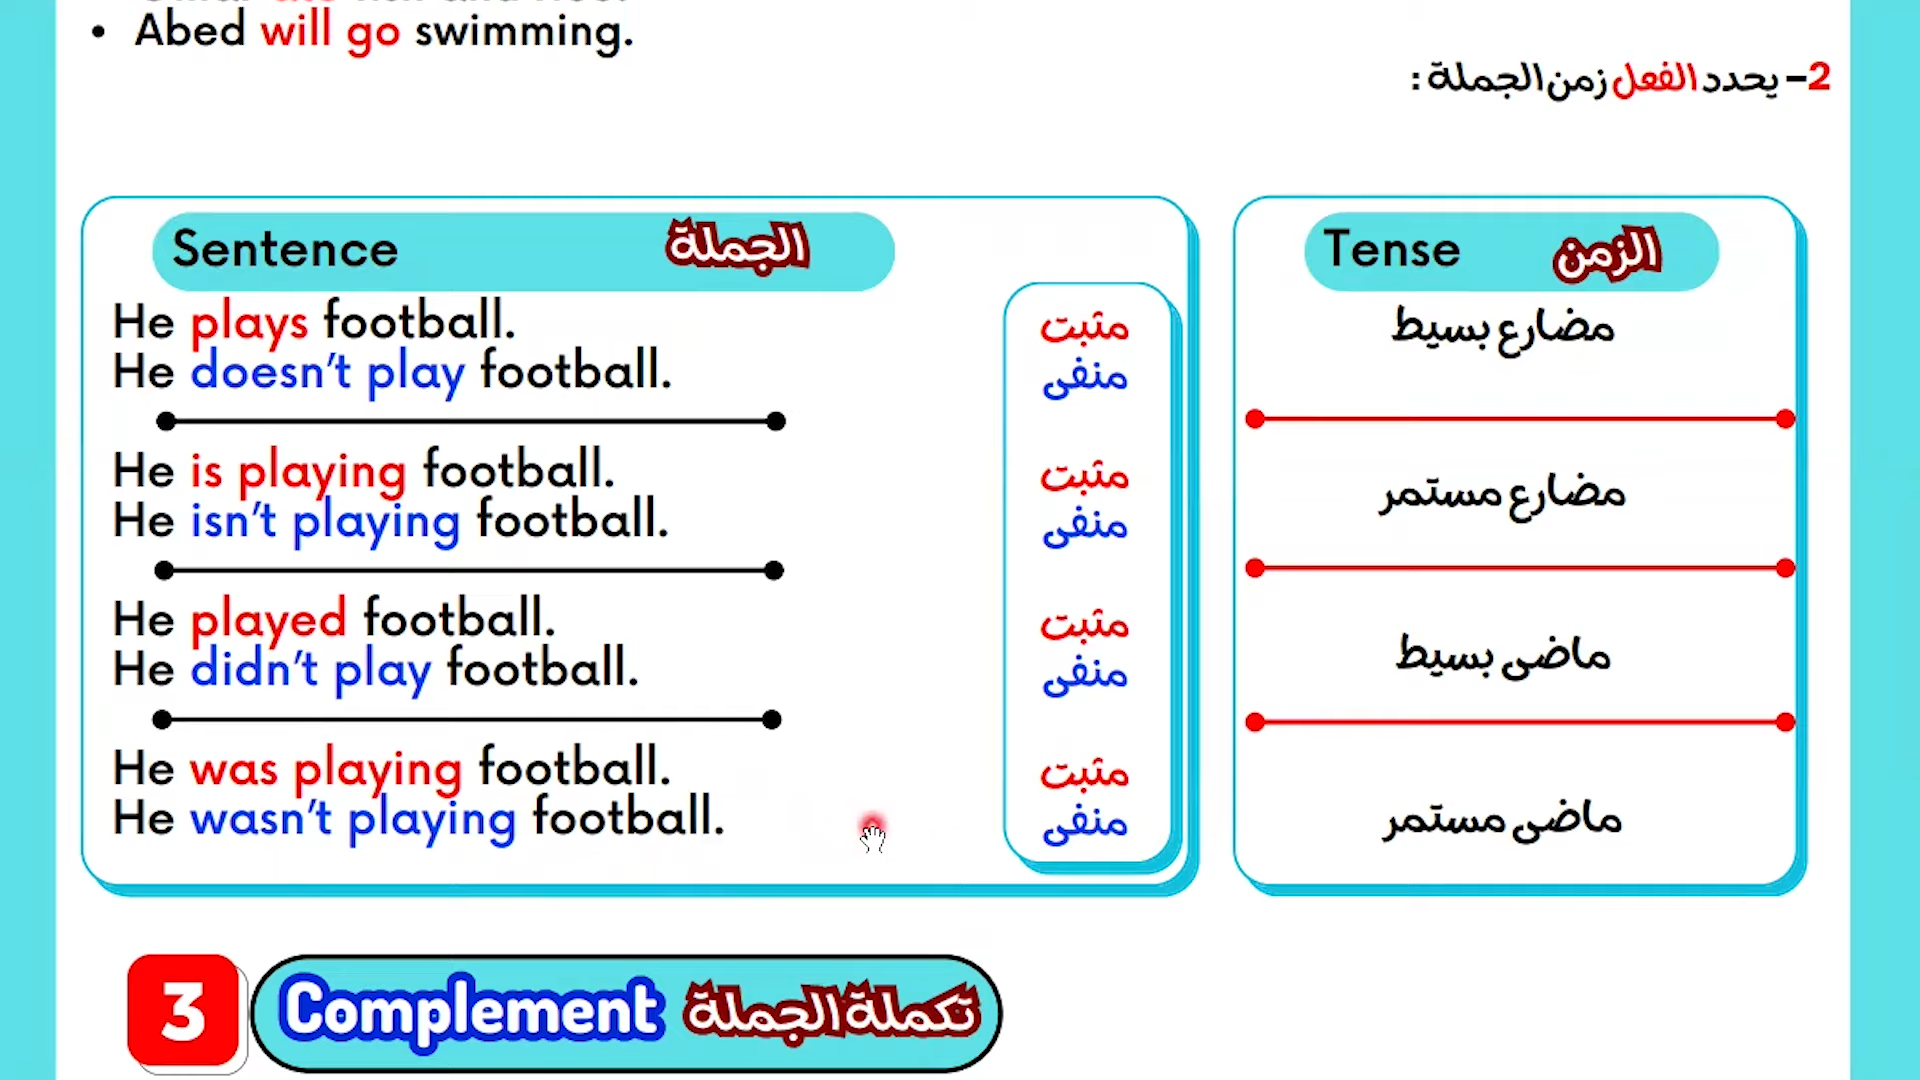 Abed will go swimming.
2- يحدد الفعل زمن الجملة :
Sentence الجملة
Tense الزمن
He plays football. مثبت
He doesn't play football. منفى
مضارع بسيط
He is playing football. مثبت
He isn't playing football. منفى
مضارع مستمر
He played football. مثبت
He didn't play football. منفى
ماضى بسيط
He was playing football. مثبت
He wasn't playing football. منفى
ماضى مستمر
3 Complement تكملة الجملة